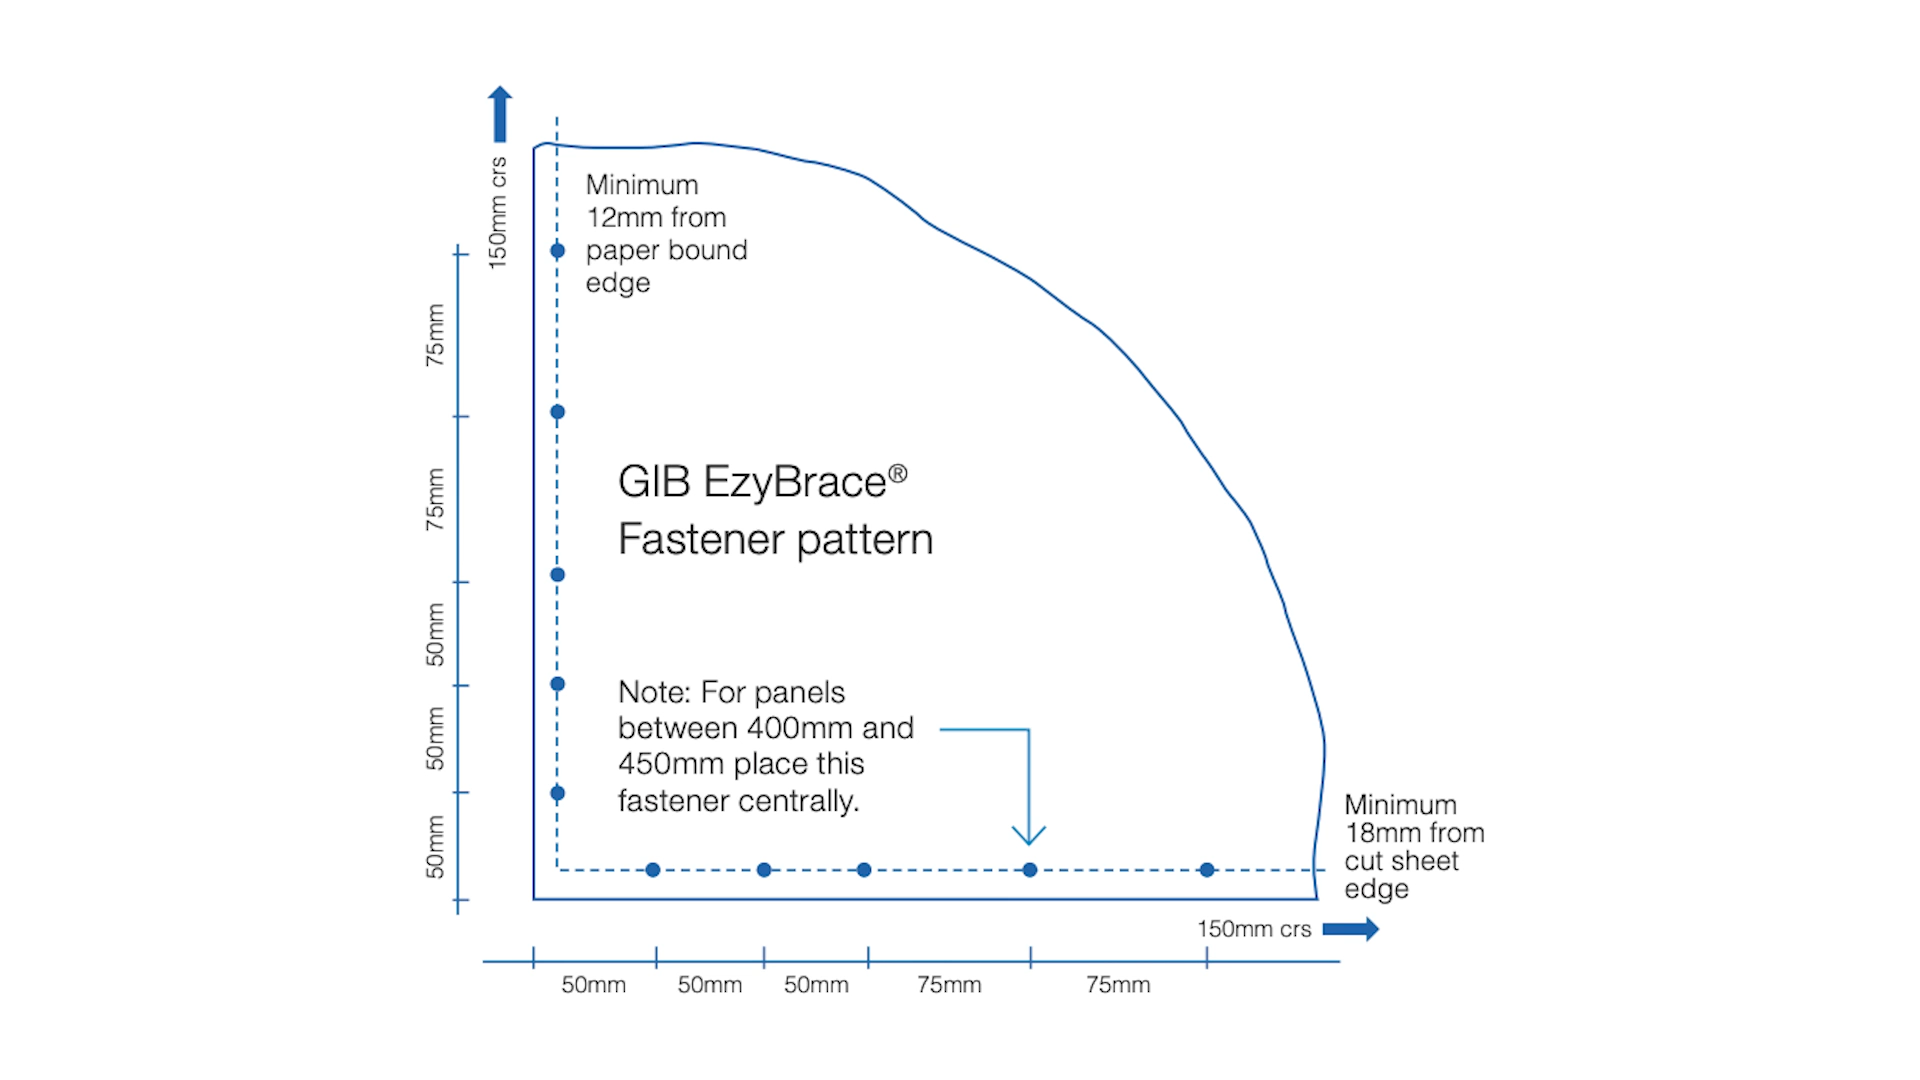 150mm crs
Minimum
12mm from
paper bound
edge
75mm
75mm
50mm
50mm
50mm
GIB EzyBrace®
Fastener pattern
Note: For panels
between 400mm and
450mm place this
fastener centrally.
Minimum
18mm from
cut sheet
edge
150mm crs
50mm
50mm
50mm
75mm
75mm